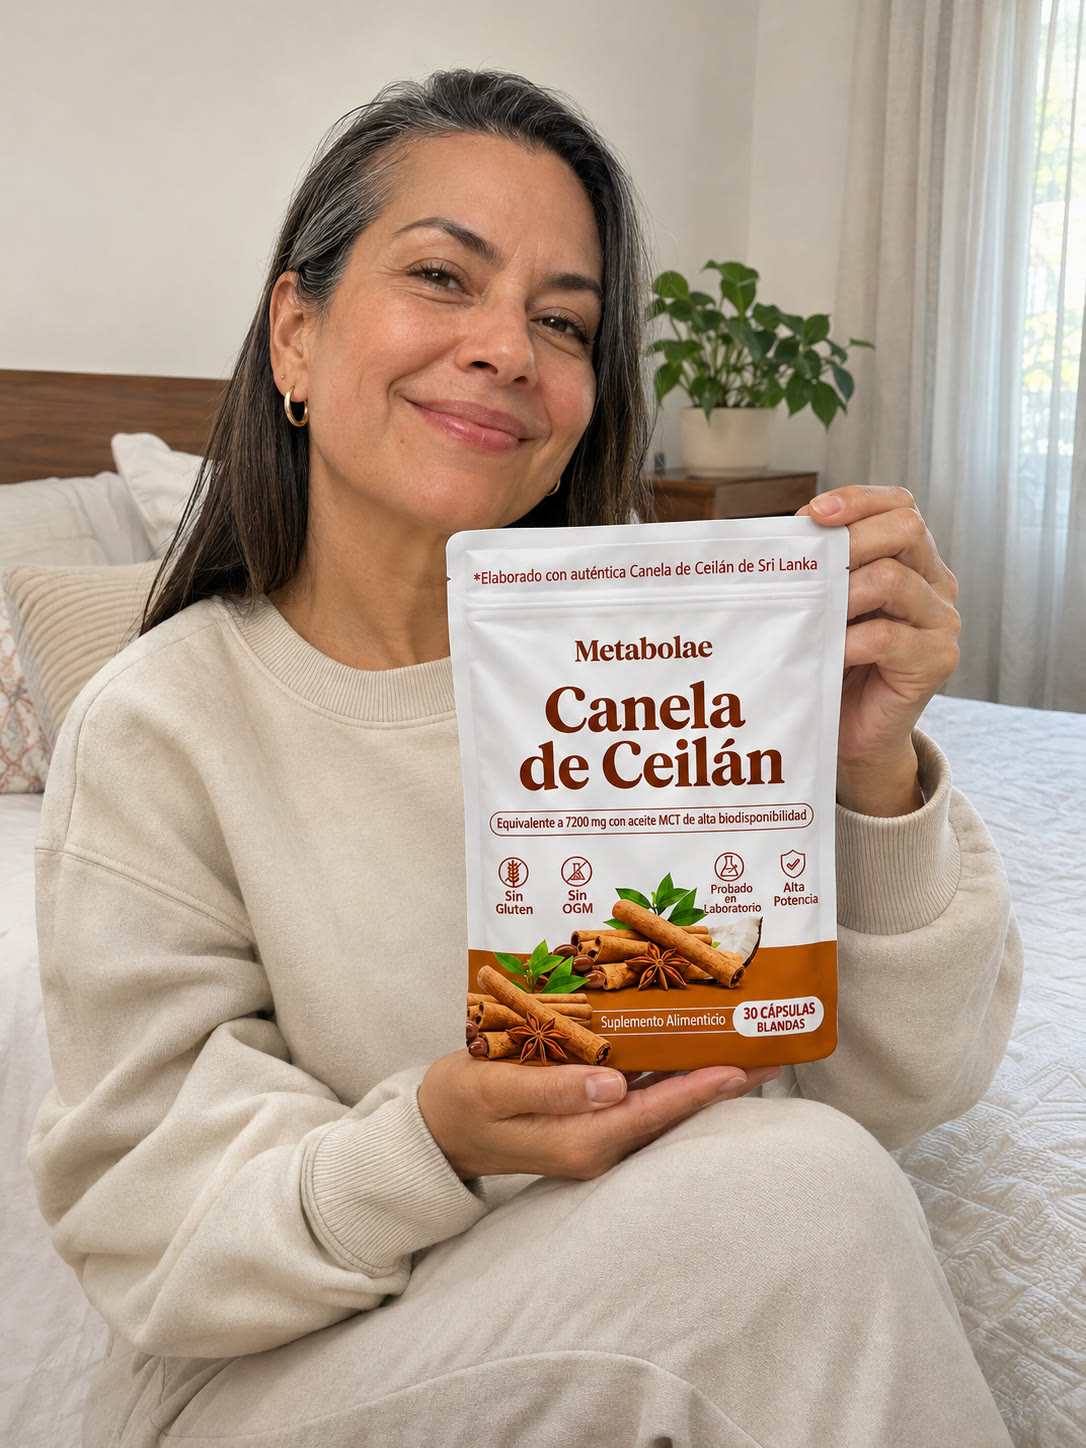 *Elaborado con auténtica Canela de Ceilán de Sri Lanka
Metabolae
Canela
de Ceilán
Equivalente a 7200 mg con aceite MCT de alta biodisponibilidad
Sin
Gluten
Sin
OGM
Probado
en
Laboratorio
Alta
Potencia
Suplemento Alimenticio
30 CÁPSULAS
BLANDAS